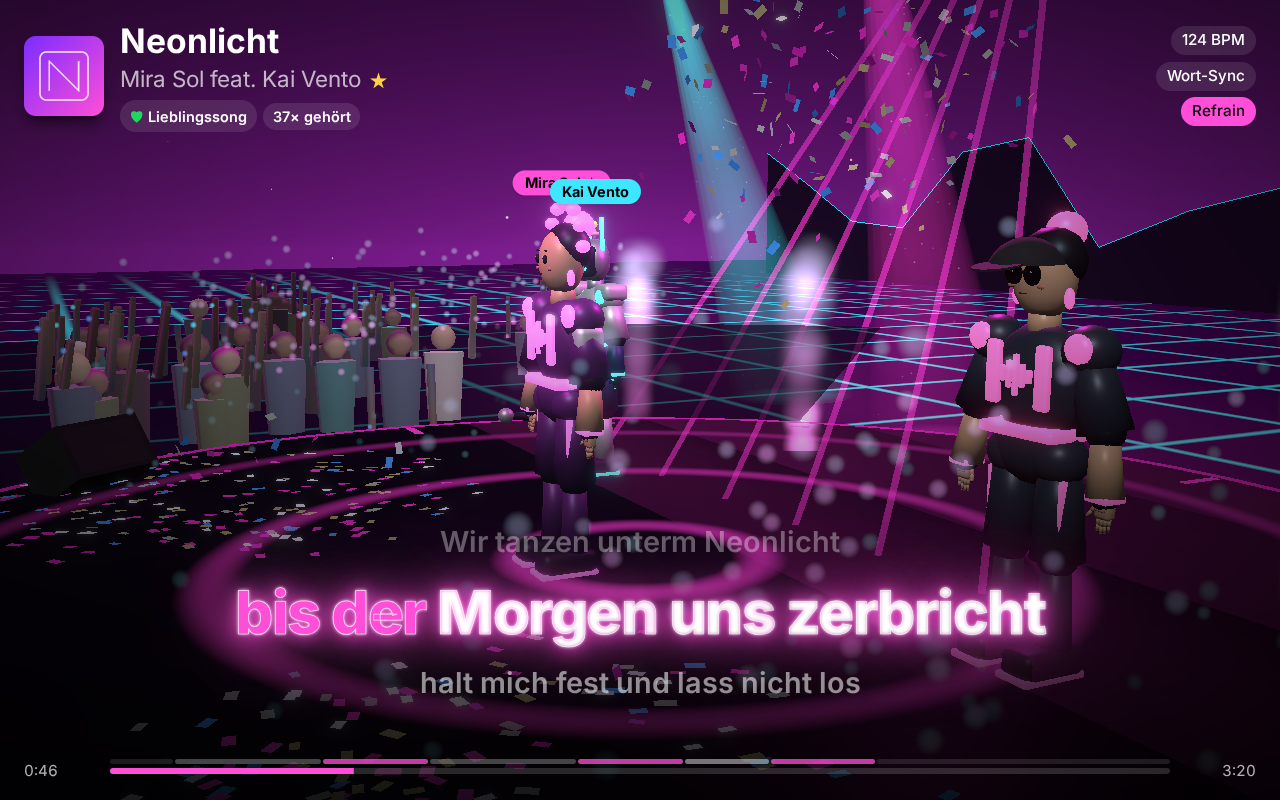 N
Neonlicht
Mira Sol feat. Kai Vento
Lieblingssong
37× gehört
124 BPM
Wort-Sync
Refrain
Kai Vento
Wir tanzen unterm Neonlicht
bis der Morgen uns zerbricht
halt mich fest und lass nicht los
0:46
3:20